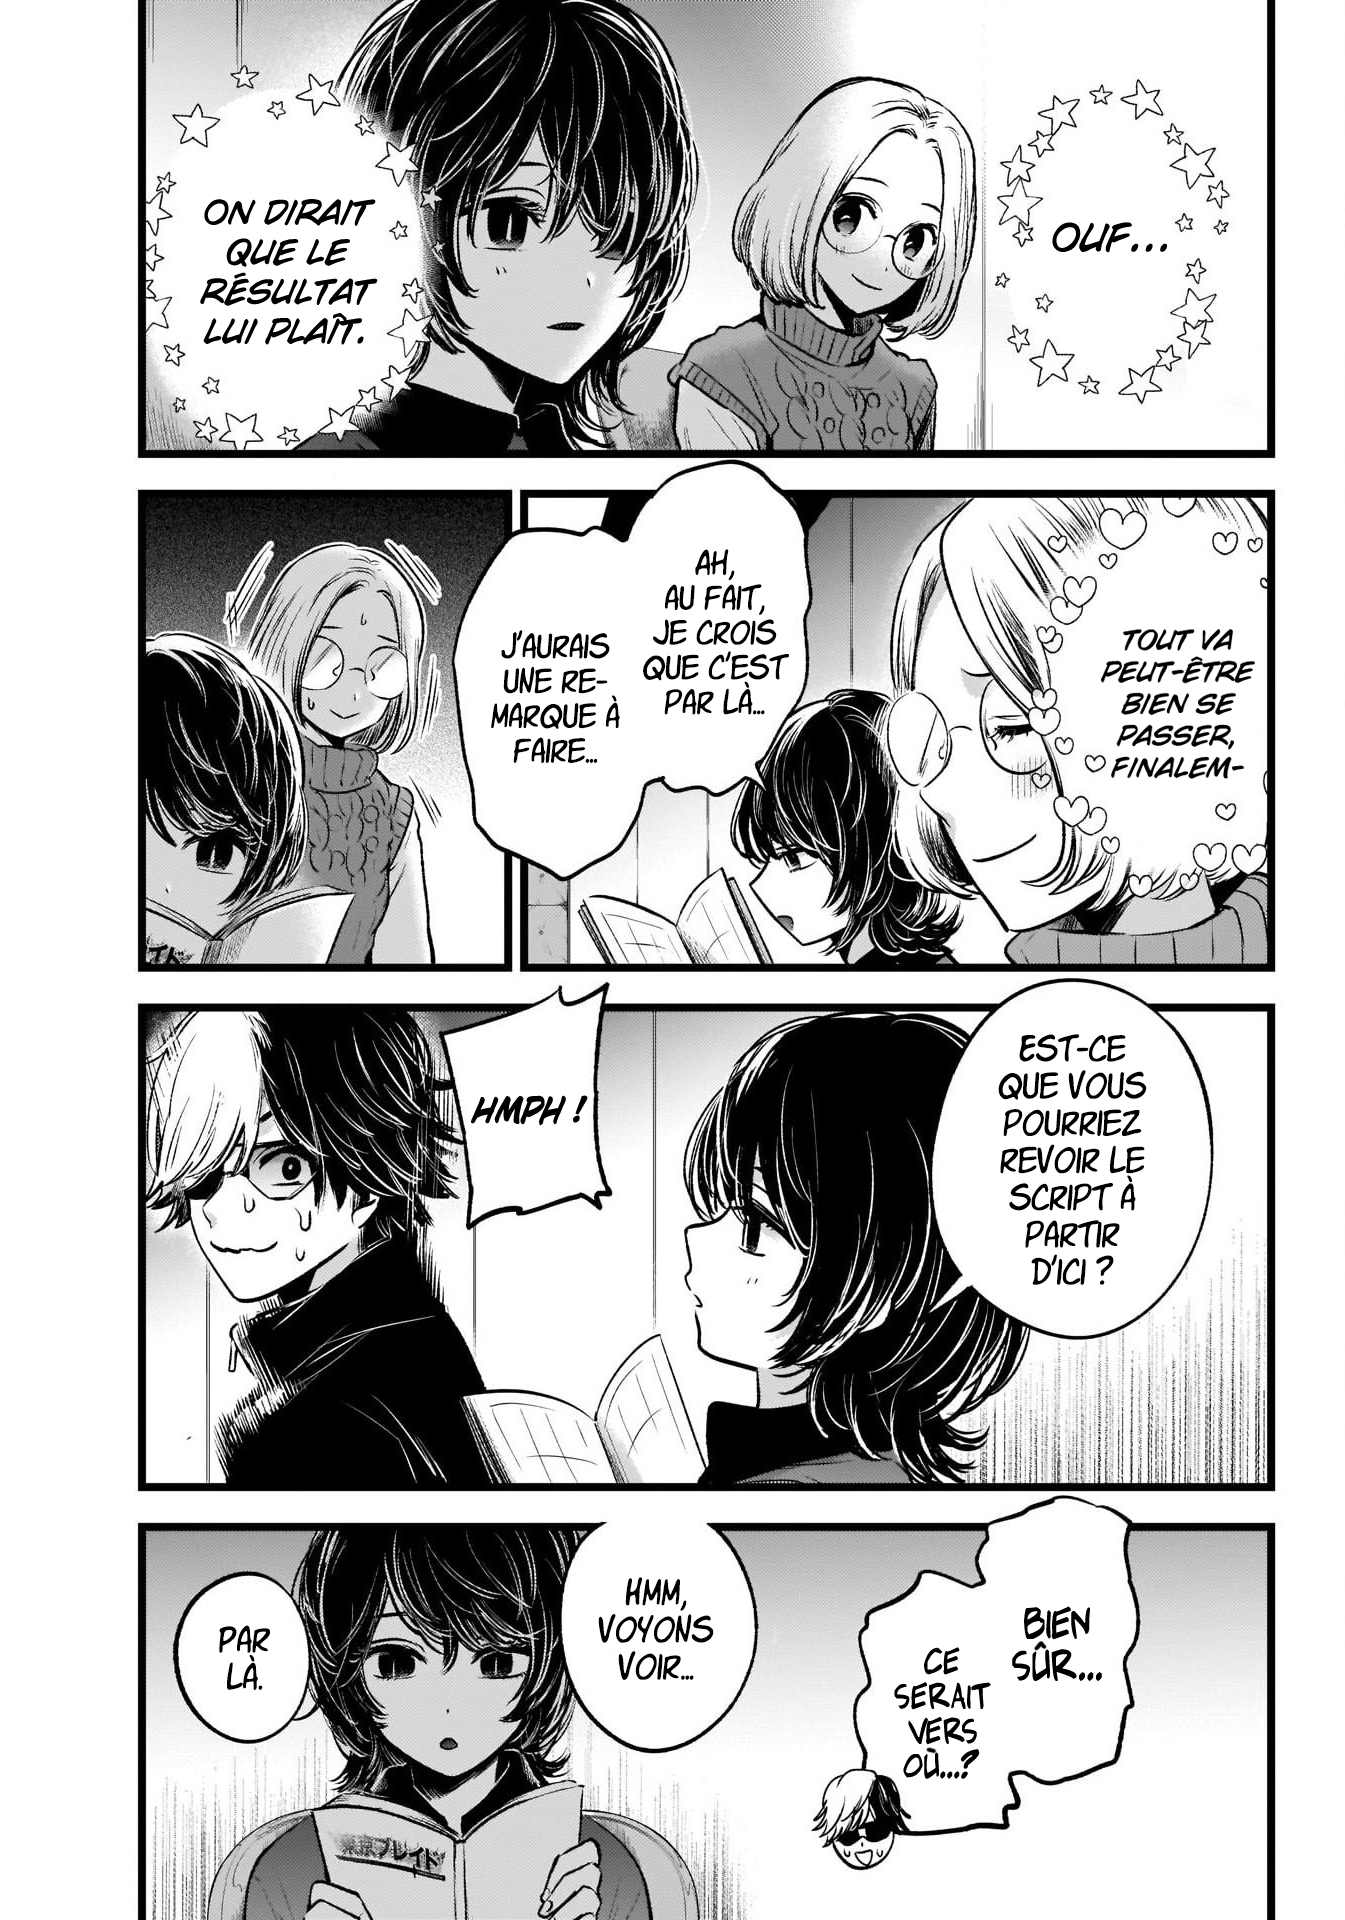 OUF...
ON DIRAIT
QUE LE
RÉSULTAT
LUI PLAÎT.
TOUT VA
PEUT-ÊTRE
BIEN SE
PASSER,
FINALEM-
AH,
AU FAIT,
JE CROIS
QUE C'EST
PAR LÀ...
J'AURAIS
UNE RE-
MARQUE À
FAIRE...
イド
EST-CE
QUE VOUS
POURRIEZ
REVOIR LE
SCRIPT À
PARTIR
D'ICI ?
HMPH !
BIEN
SÛR...
CE
SERAIT
VERS
OÙ...?
HMM,
VOYONS
VOIR...
PAR
LÀ.
東京ブレイド